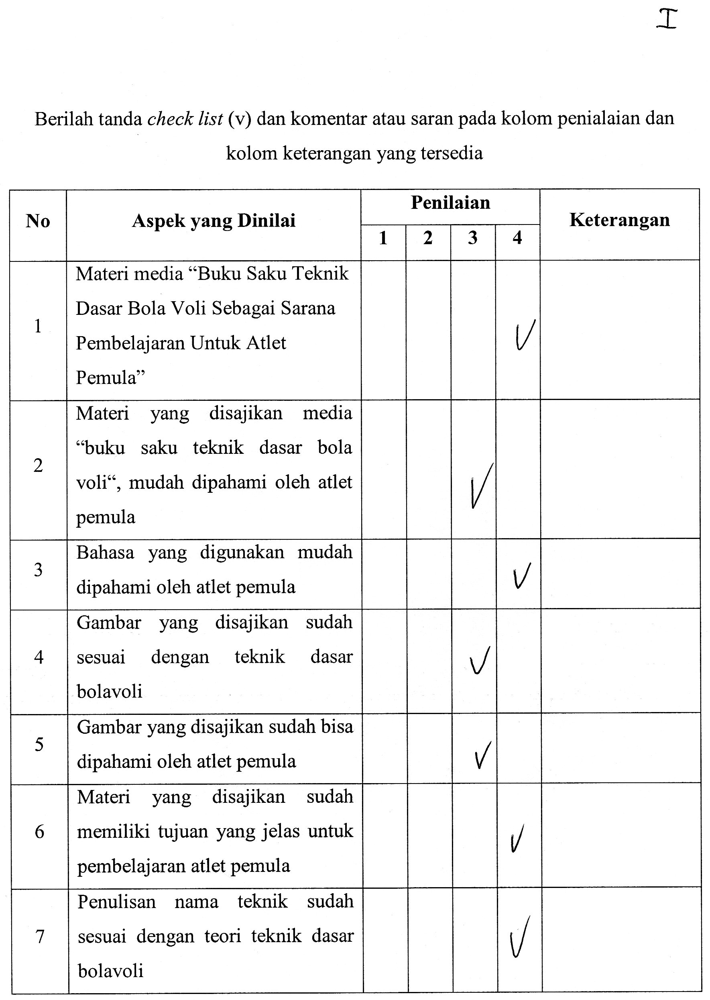 I
Berilah tanda check list (v) dan komentar atau saran pada kolom penialaian dan
kolom keterangan yang tersedia
No
Aspek yang Dinilai
Penilaian
Keterangan
1 2 3 4
1
Materi media “Buku Saku Teknik
Dasar Bola Voli Sebagai Sarana
Pembelajaran Untuk Atlet
Pemula”
√
2
Materi yang disajikan media
“buku saku teknik dasar bola
voli“, mudah dipahami oleh atlet
pemula
√
3
Bahasa yang digunakan mudah
dipahami oleh atlet pemula
√
4
Gambar yang disajikan sudah
sesuai dengan teknik dasar
bolavoli
√
5
Gambar yang disajikan sudah bisa
dipahami oleh atlet pemula
√
6
Materi yang disajikan sudah
memiliki tujuan yang jelas untuk
pembelajaran atlet pemula
√
7
Penulisan nama teknik sudah
sesuai dengan teori teknik dasar
bolavoli
√